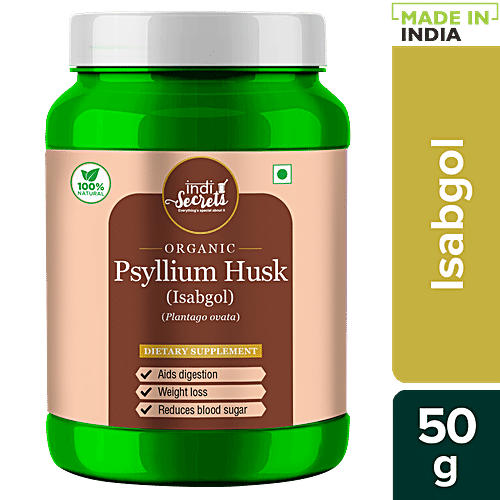 MADE IN
INDIA
100%
NATURAL
indi
Secrets
Everything's special about it
ORGANIC
Psyllium Husk
(Isabgol)
(Plantago ovata)
DIETARY SUPPLEMENT
Aids digestion
Weight loss
Reduces blood sugar
Isabgol
50
g